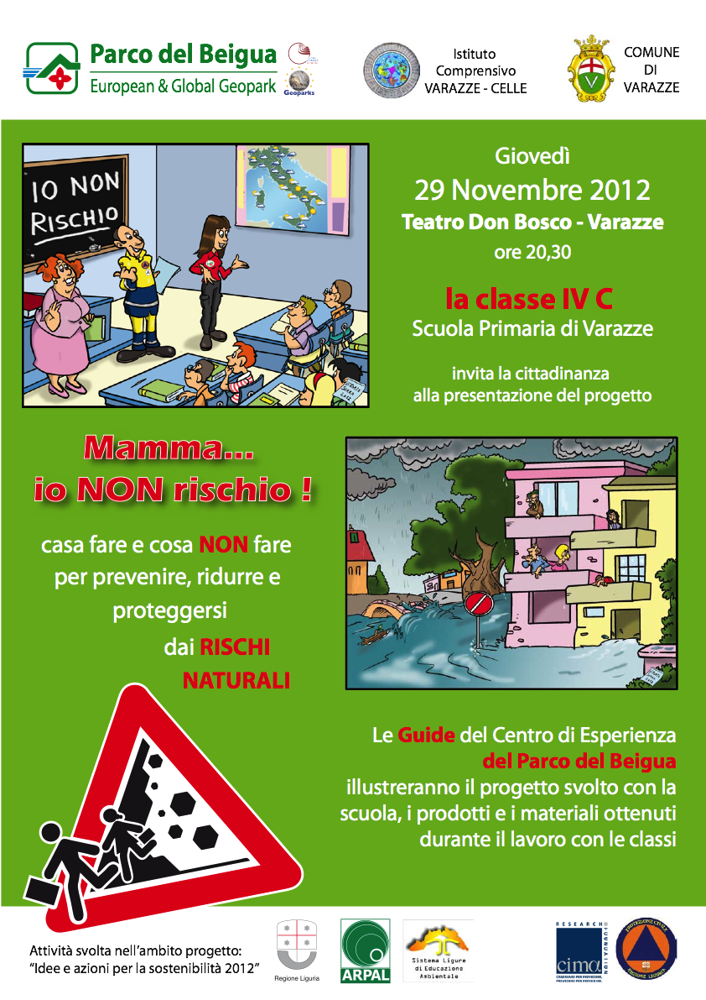 Parco del Beigua
European & Global Geopark
Geoparks
Istituto
Comprensivo
VARAZZE - CELLE
COMUNE
DI
VARAZZE
IO NON
RISCHIO
Giovedì
29 Novembre 2012
Teatro Don Bosco - Varazze
ore 20,30
la classe IV C
Scuola Primaria di Varazze
invita la cittadinanza
alla presentazione del progetto
Mamma...
io NON rischio !
casa fare e cosa NON fare
per prevenire, ridurre e
proteggersi
dai RISCHI
NATURALI
Le Guide del Centro di Esperienza
del Parco del Beigua
illustreranno il progetto svolto con la
scuola, i prodotti e i materiali ottenuti
durante il lavoro con le classi
Attività svolta nell'ambito progetto:
"Idee e azioni per la sostenibilità 2012"
Regione Liguria
ARPAL
Sistema Ligure
di Educazione
Ambientale
RESEARCH
FOUNDATION
cima
PROTEZIONE CIVILE
REGIONE LIGURIA